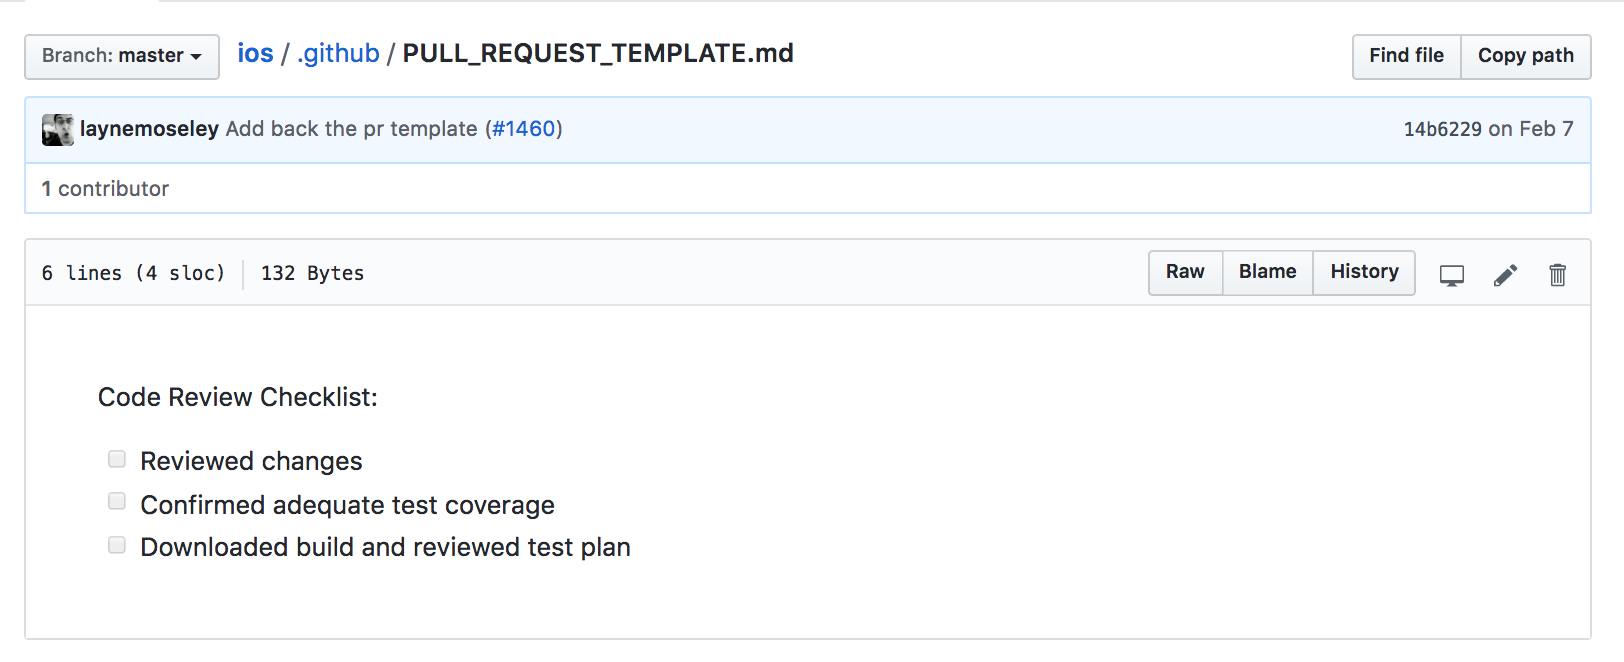 Branch: master ios / .github / PULL_REQUEST_TEMPLATE.md Find file Copy path
laynemoseley Add back the pr template (#1460) 14b6229 on Feb 7
1 contributor
6 lines (4 sloc) 132 Bytes Raw Blame History
Code Review Checklist:
Reviewed changes
Confirmed adequate test coverage
Downloaded build and reviewed test plan